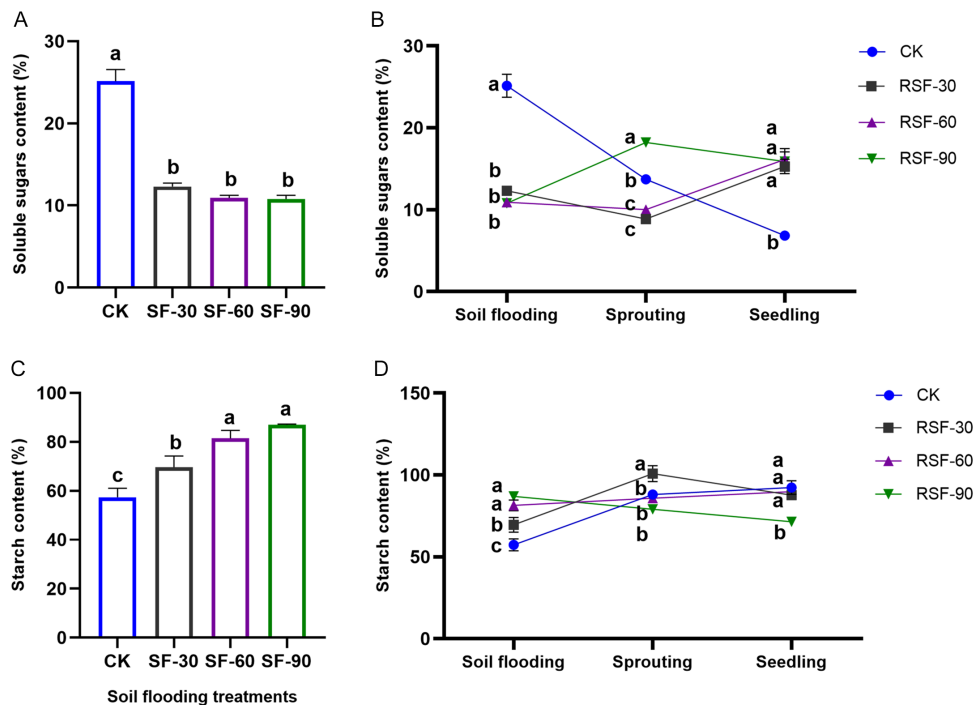 A
Soluble sugars content (%)
30
20
10
0
a
b
b
b
CK SF-30 SF-60 SF-90
B
Soluble sugars content (%)
30
20
10
0
a
b
b
b
a
b
c
c
a
a
a
b
Soil flooding Sprouting Seedling
CK
RSF-30
RSF-60
RSF-90
C
Starch content (%)
100
80
60
40
20
0
c
b
a
a
CK SF-30 SF-60 SF-90
Soil flooding treatments
D
Starch content (%)
150
100
50
0
a
a
b
c
a
b
b
b
a
a
a
b
Soil flooding Sprouting Seedling
CK
RSF-30
RSF-60
RSF-90